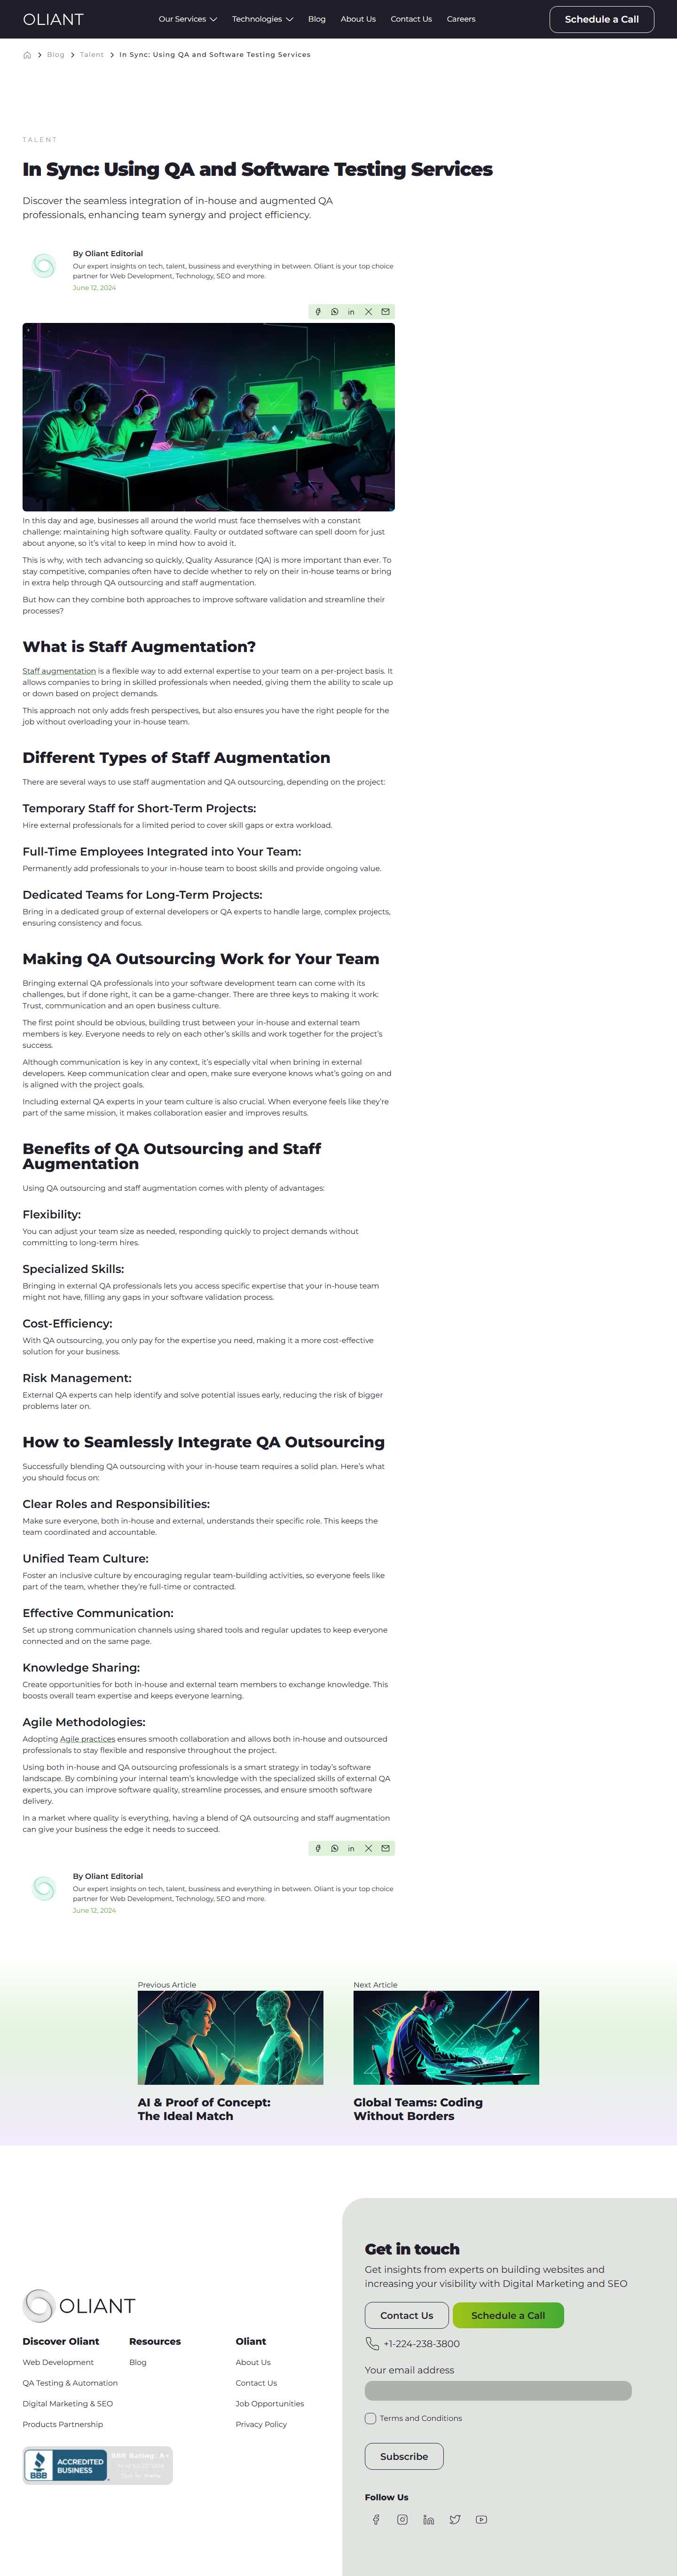 OLIANT
Our Services
Technologies
Blog
About Us
Contact Us
Careers
Schedule a Call
Blog
Talent
In Sync: Using QA and Software Testing Services
TALENT
In Sync: Using QA and Software Testing Services
Discover the seamless integration of in-house and augmented QA
professionals, enhancing team synergy and project efficiency.
By Oliant Editorial
Our expert insights on tech, talent, bussiness and everything in between. Oliant is your top choice
partner for Web Development, Technology, SEO and more.
June 12, 2024
In this day and age, businesses all around the world must face themselves with a constant
challenge: maintaining high software quality. Faulty or outdated software can spell doom for just
about anyone, so it's vital to keep in mind how to avoid it.
This is why, with tech advancing so quickly, Quality Assurance (QA) is more important than ever. To
stay competitive, companies often have to decide whether to rely on their in-house teams or bring
in extra help through QA outsourcing and staff augmentation.
But how can they combine both approaches to improve software validation and streamline their
processes?
What is Staff Augmentation?
Staff augmentation is a flexible way to add external expertise to your team on a per-project basis. It
allows companies to bring in skilled professionals when needed, giving them the ability to scale up
or down based on project demands.
This approach not only adds fresh perspectives, but also ensures you have the right people for the
job without overloading your in-house team.
Different Types of Staff Augmentation
There are several ways to use staff augmentation and QA outsourcing, depending on the project:
Temporary Staff for Short-Term Projects:
Hire external professionals for a limited period to cover skill gaps or extra workload.
Full-Time Employees Integrated into Your Team:
Permanently add professionals to your in-house team to boost skills and provide ongoing value.
Dedicated Teams for Long-Term Projects:
Bring in a dedicated group of external developers or QA experts to handle large, complex projects,
ensuring consistency and focus.
Making QA Outsourcing Work for Your Team
Bringing external QA professionals into your software development team can come with its
challenges, but if done right, it can be a game-changer. There are three keys to making it work:
Trust, communication and an open business culture.
The first point should be obvious, building trust between your in-house and external team
members is key. Everyone needs to rely on each other's skills and work together for the project's
success.
Although communication is key in any context, it's especially vital when brining in external
developers. Keep communication clear and open, make sure everyone knows what's going on and
is aligned with the project goals.
Including external QA experts in your team culture is also crucial. When everyone feels like they're
part of the same mission, it makes collaboration easier and improves results.
Benefits of QA Outsourcing and Staff
Augmentation
Using QA outsourcing and staff augmentation comes with plenty of advantages:
Flexibility:
You can adjust your team size as needed, responding quickly to project demands without
committing to long-term hires.
Specialized Skills:
Bringing in external QA professionals lets you access specific expertise that your in-house team
might not have, filling any gaps in your software validation process.
Cost-Efficiency:
With QA outsourcing, you only pay for the expertise you need, making it a more cost-effective
solution for your business.
Risk Management:
External QA experts can help identify and solve potential issues early, reducing the risk of bigger
problems later on.
How to Seamlessly Integrate QA Outsourcing
Successfully blending QA outsourcing with your in-house team requires a solid plan. Here's what
you should focus on:
Clear Roles and Responsibilities:
Make sure everyone, both in-house and external, understands their specific role. This keeps the
team coordinated and accountable.
Unified Team Culture:
Foster an inclusive culture by encouraging regular team-building activities, so everyone feels like
part of the team, whether they're full-time or contracted.
Effective Communication:
Set up strong communication channels using shared tools and regular updates to keep everyone
connected and on the same page.
Knowledge Sharing:
Create opportunities for both in-house and external team members to exchange knowledge. This
boosts overall team expertise and keeps everyone learning.
Agile Methodologies:
Adopting Agile practices ensures smooth collaboration and allows both in-house and outsourced
professionals to stay flexible and responsive throughout the project.
Using both in-house and QA outsourcing professionals is a smart strategy in today's software
landscape. By combining your internal team's knowledge with the specialized skills of external QA
experts, you can improve software quality, streamline processes, and ensure smooth software
delivery.
In a market where quality is everything, having a blend of QA outsourcing and staff augmentation
can give your business the edge it needs to succeed.
By Oliant Editorial
Our expert insights on tech, talent, bussiness and everything in between. Oliant is your top choice
partner for Web Development, Technology, SEO and more.
June 12, 2024
Previous Article
AI & Proof of Concept:
The Ideal Match
Next Article
Global Teams: Coding
Without Borders
OLIANT
Discover Oliant
Web Development
QA Testing & Automation
Digital Marketing & SEO
Products Partnership
Resources
Blog
Oliant
About Us
Contact Us
Job Opportunities
Privacy Policy
BBB
ACCREDITED
BUSINESS
BBB Rating: A+
Get in touch
Get insights from experts on building websites and
increasing your visibility with Digital Marketing and SEO
Contact Us
Schedule a Call
+1-224-238-3800
Your email address
Terms and Conditions
Subscribe
Follow Us